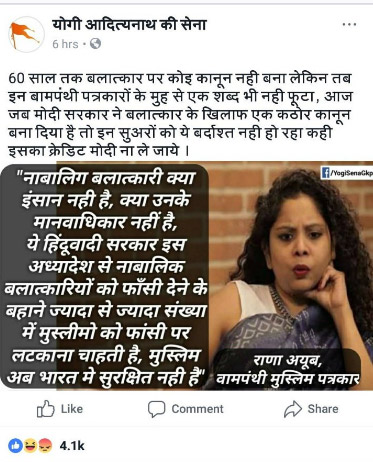 योगी आदित्यनाथ की सेना
6 hrs •
60 साल तक बलात्कार पर कोइ कानून नही बना लेकिन तब
इन बामपंथी पत्रकारों के मुह से एक शब्द भी नही फूटा, आज
जब मोदी सरकार ने बलात्कार के खिलाफ एक कठोर कानून
बना दिया है तो इन सुअरों को ये बर्दाश्त नही हो रहा कही
इसका क्रेडिट मोदी ना ले जाये ।
f/YogiSenaGkp
"नाबालिग बलात्कारी क्या
इंसान नही है, क्या उनके
मानवाधिकार नहीं है,
ये हिंदूवादी सरकार इस
अध्यादेश से नाबालिक
बलात्कारियों को फाँसी देने के
बहाने ज्यादा से ज्यादा संख्या
में मुस्लीमो को फांसी पर
लटकाना चाहती है, मुस्लिम
अब भारत मे सुरक्षित नही है"
राणा अयूब,
वामपंथी मुस्लिम पत्रकार
Like
Comment
Share
4.1k